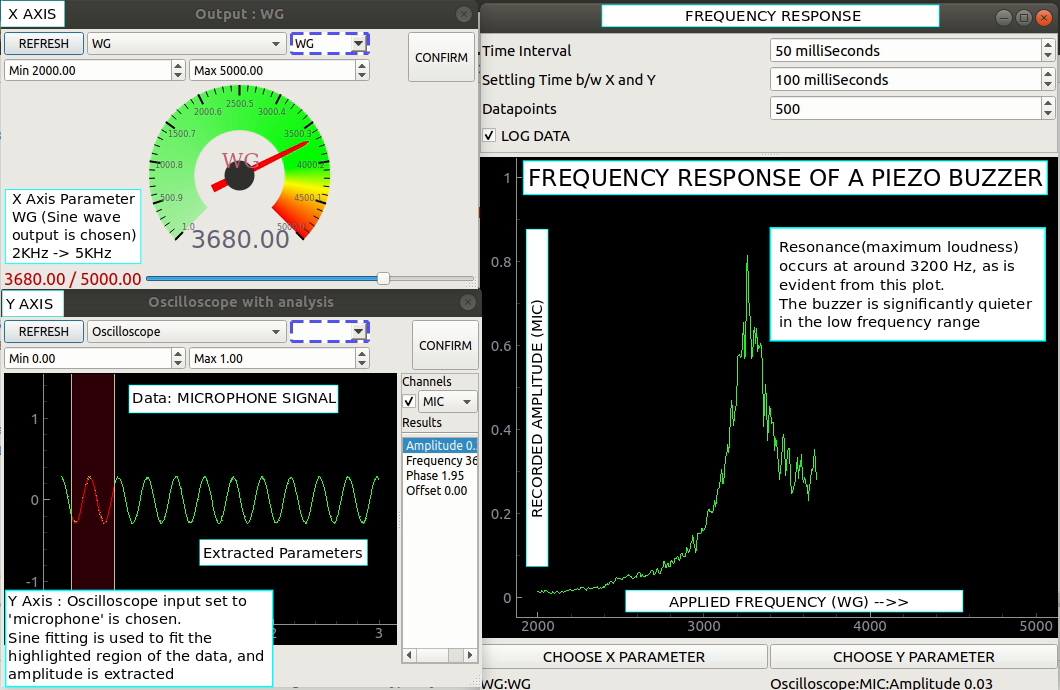 X AXIS
Output : WG
REFRESH
WG
WG
CONFIRM
Min 2000.00
Max 5000.00
2500.5
2000.6
3000.4
1500.7
3500.3
1000.8
4000.2
500.9
4500.1
1.0
WG
3680.00
X Axis Parameter
WG (Sine wave
output is chosen)
2KHz -> 5KHz
3680.00 / 5000.00
Y AXIS
Oscilloscope with analysis
REFRESH
Oscilloscope
CONFIRM
Min 0.00
Max 1.00
Data: MICROPHONE SIGNAL
1
0
-1
2
3
Extracted Parameters
Channels
MIC
Results
Amplitude 0.
Frequency 36
Phase 1.95
Offset 0.00
Y Axis : Oscilloscope input set to
'microphone' is chosen.
Sine fitting is used to fit the
highlighted region of the data, and
amplitude is extracted
FREQUENCY RESPONSE
Time Interval
50 milliSeconds
Settling Time b/w X and Y
100 milliSeconds
Datapoints
500
LOG DATA
FREQUENCY RESPONSE OF A PIEZO BUZZER
Resonance(maximum loudness)
occurs at around 3200 Hz, as is
evident from this plot.
The buzzer is significantly quieter
in the low frequency range
RECORDED AMPLITUDE (MIC)
1
0.8
0.6
0.4
0.2
0
APPLIED FREQUENCY (WG) -->>
2000
3000
4000
5000
CHOOSE X PARAMETER
CHOOSE Y PARAMETER
WG:WG
Oscilloscope:MIC:Amplitude 0.03